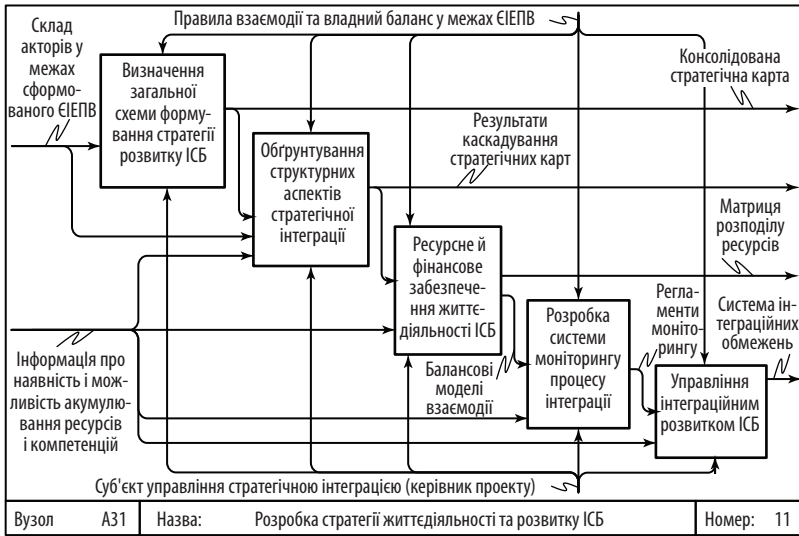 Правила взаємодії та владний баланс у межах ЄІЕПВ
Склад
акторів у
межах
сформо-
ваного ЄІЕПВ
Визначення
загальної
схеми форму-
вання стратегії
розвитку ІСБ
Консолідована
стратегічна карта
Обґрунтування
структурних
аспектів
стратегічної
інтеграції
Результати
каскадування
стратегічних карт
Ресурсне й
фінансове
забезпече-
ння життє-
діяльності ІСБ
Матриця
розподілу
ресурсів
Розробка
системи
моніторингу
процесу
інтеграції
Регла-
менти
моніто-
рингу
Система ін-
теграційних
обмежень
Інформація про
наявність і мож-
ливість акумулю-
вання ресурсів
і компетенцій
Балансові
моделі
взаємодії
Управління
інтеграційним
розвитком ІСБ
Суб'єкт управління стратегічною інтеграцією (керівник проекту)
Вузол А31 Назва: Розробка стратегії життєдіяльності та розвитку ІСБ Номер: 11